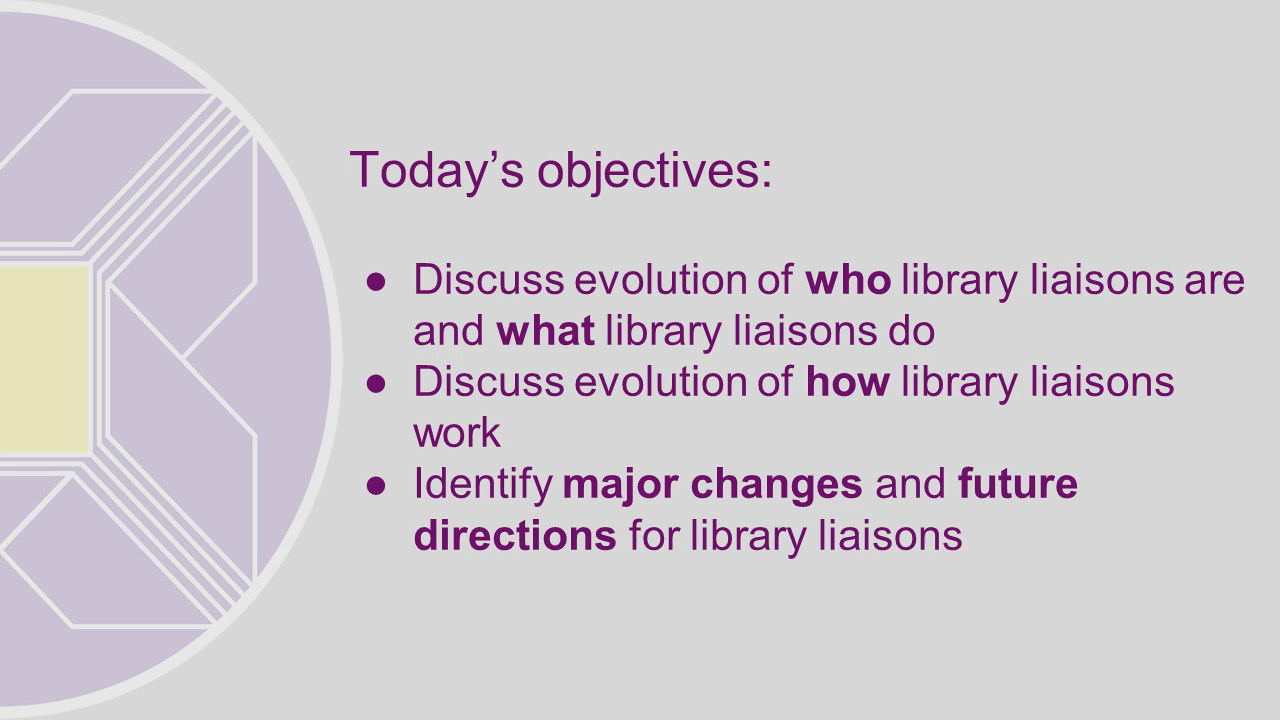 Today’s objectives:
● Discuss evolution of who library liaisons are
and what library liaisons do
● Discuss evolution of how library liaisons
work
● Identify major changes and future
directions for library liaisons